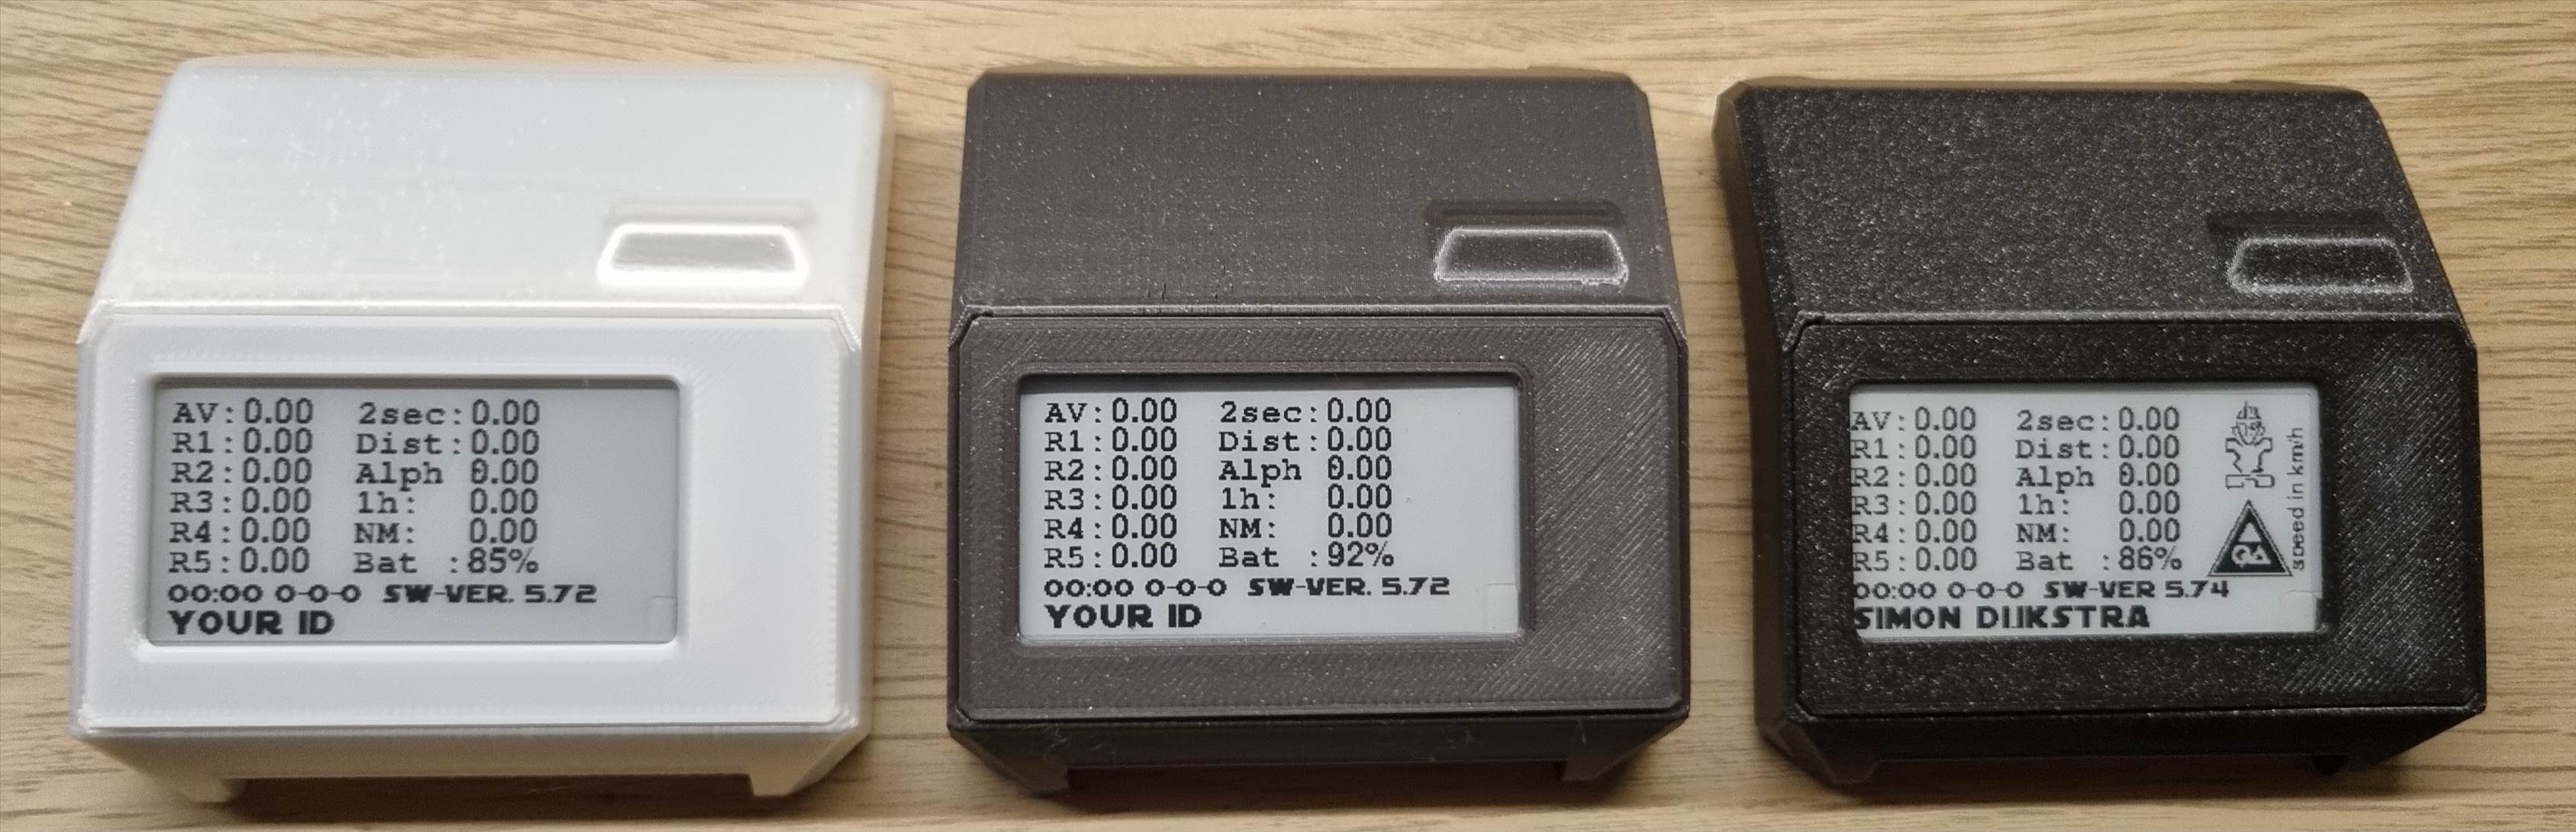 AV:0.00 2sec:0.00
R1:0.00 Dist:0.00
R2:0.00 Alph 0.00
R3:0.00 1h: 0.00
R4:0.00 NM: 0.00
R5:0.00 Bat :85%
00:00 0-0-0 SW-VER. 5.72
YOUR ID
AV:0.00 2sec:0.00
R1:0.00 Dist:0.00
R2:0.00 Alph 0.00
R3:0.00 1h: 0.00
R4:0.00 NM: 0.00
R5:0.00 Bat :92%
00:00 0-0-0 SW-VER. 5.72
YOUR ID
AV:0.00 2sec:0.00
R1:0.00 Dist:0.00
R2:0.00 Alph 0.00
R3:0.00 1h: 0.00
R4:0.00 NM: 0.00
R5:0.00 Bat :86%
00:00 0-0-0 SW-VER. 5.74
SIMON DIJKSTRA
speed in km/h